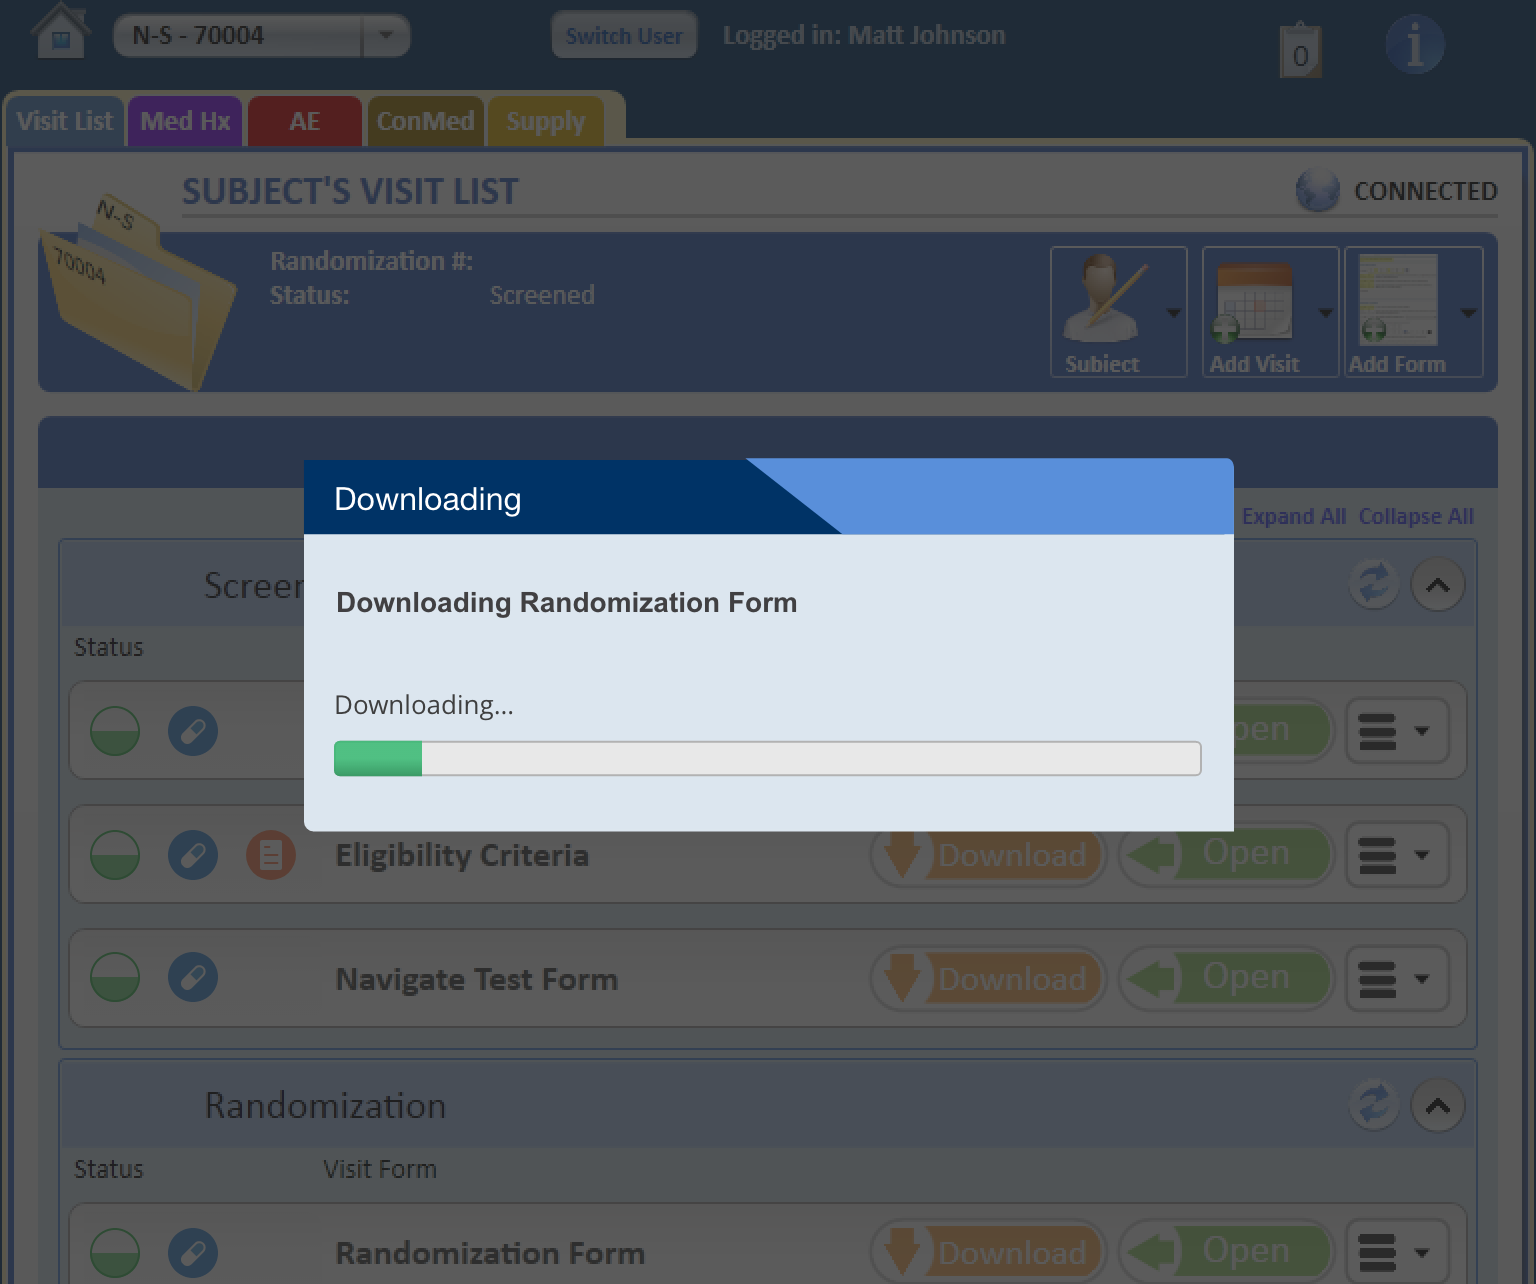 N-S - 70004
Switch User
Logged in: Matt Johnson
0
i
Visit List
Med Hx
AE
ConMed
Supply
SUBJECT'S VISIT LIST
CONNECTED
N-S
70004
Randomization #:
Status: Screened
Subject
Add Visit
Add Form
Expand All Collapse All
Downloading
Downloading Randomization Form
Downloading...
Status
Eligibility Criteria Download Open
Navigate Test Form Download Open
Randomization
Status Visit Form
Randomization Form Download Open